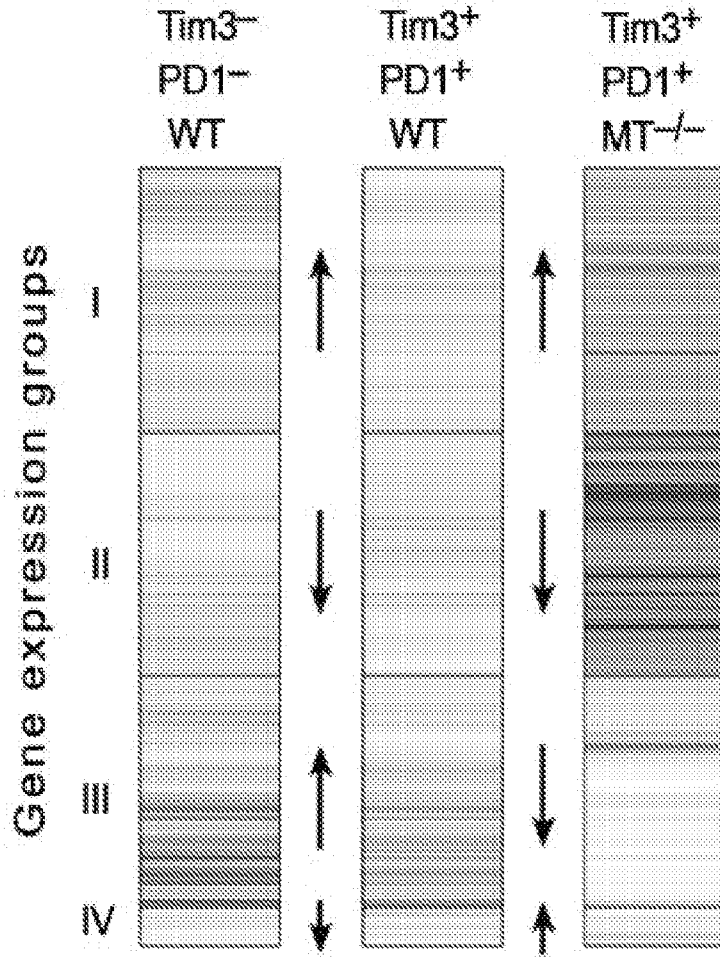 Tim3–
PD1–
WT
Tim3+
PD1+
WT
Tim3+
PD1+
MT–/–
Gene expression groups
I
II
III
IV